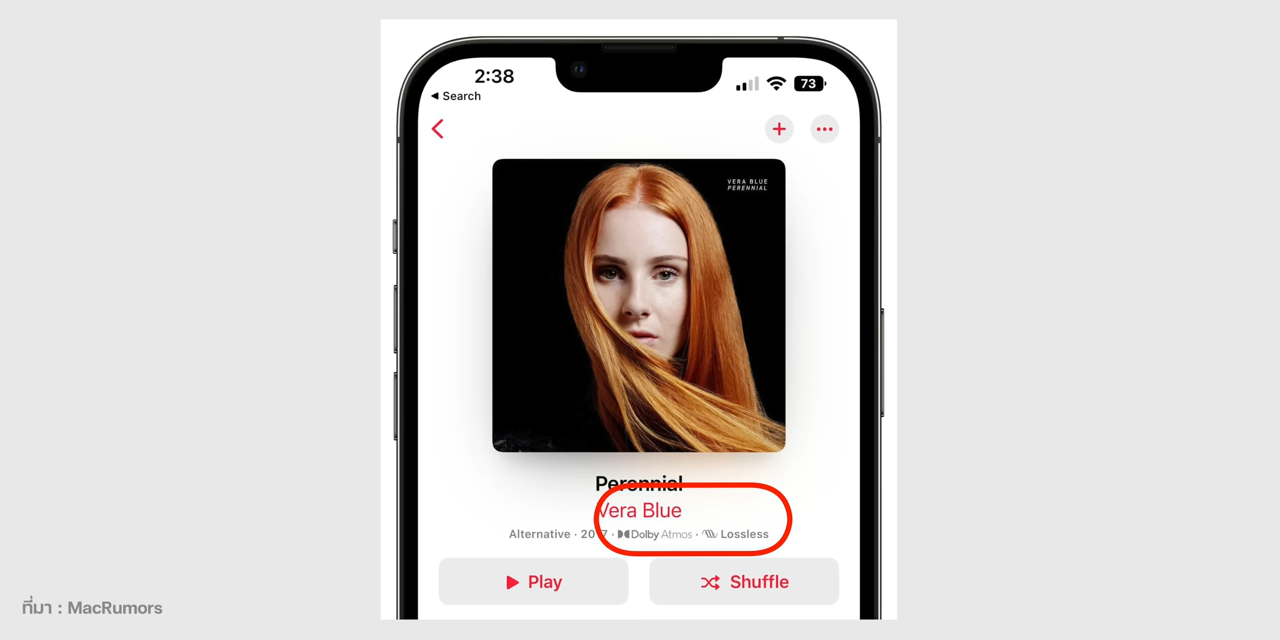 2:38
73
◀ Search
VERA BLUE
PERENNIAL
Perennial
Vera Blue
Alternative · 2017 · Dolby Atmos · Lossless
Play
Shuffle
ที่มา : MacRumors